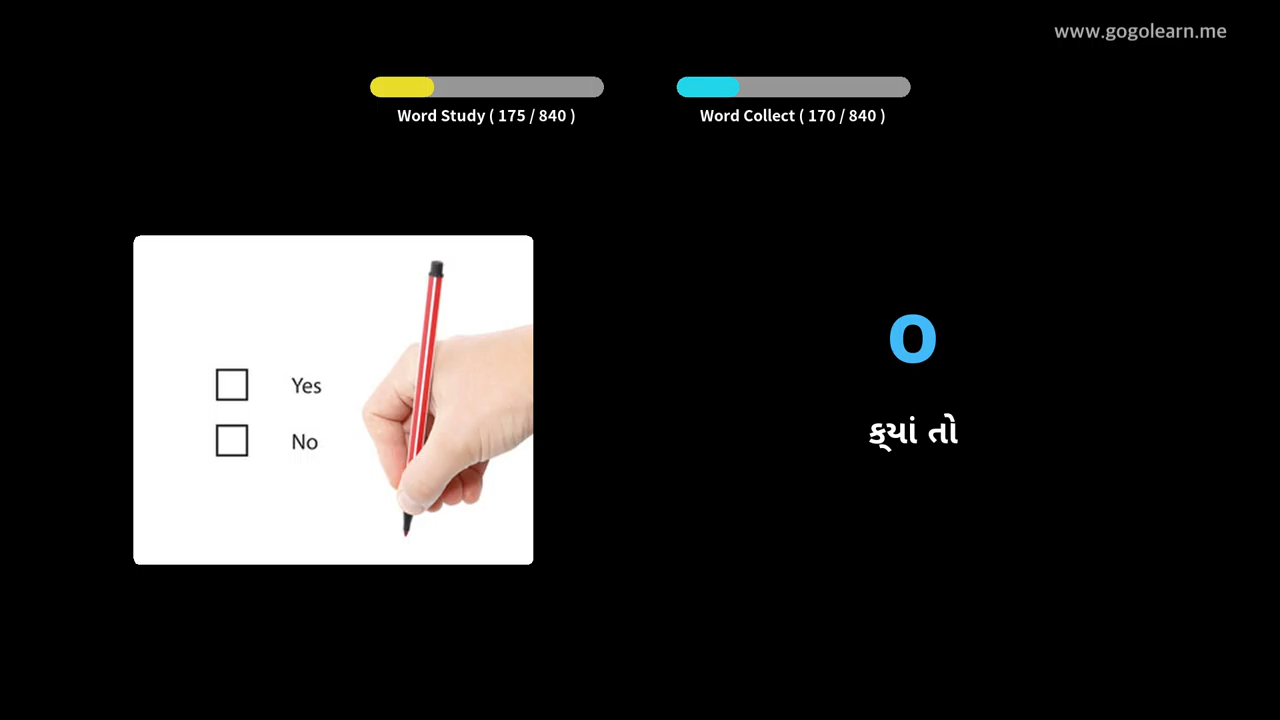 www.gogolearn.me
Word Study ( 175 / 840 )
Word Collect ( 170 / 840 )
Yes
No
o
ક્યાં તો